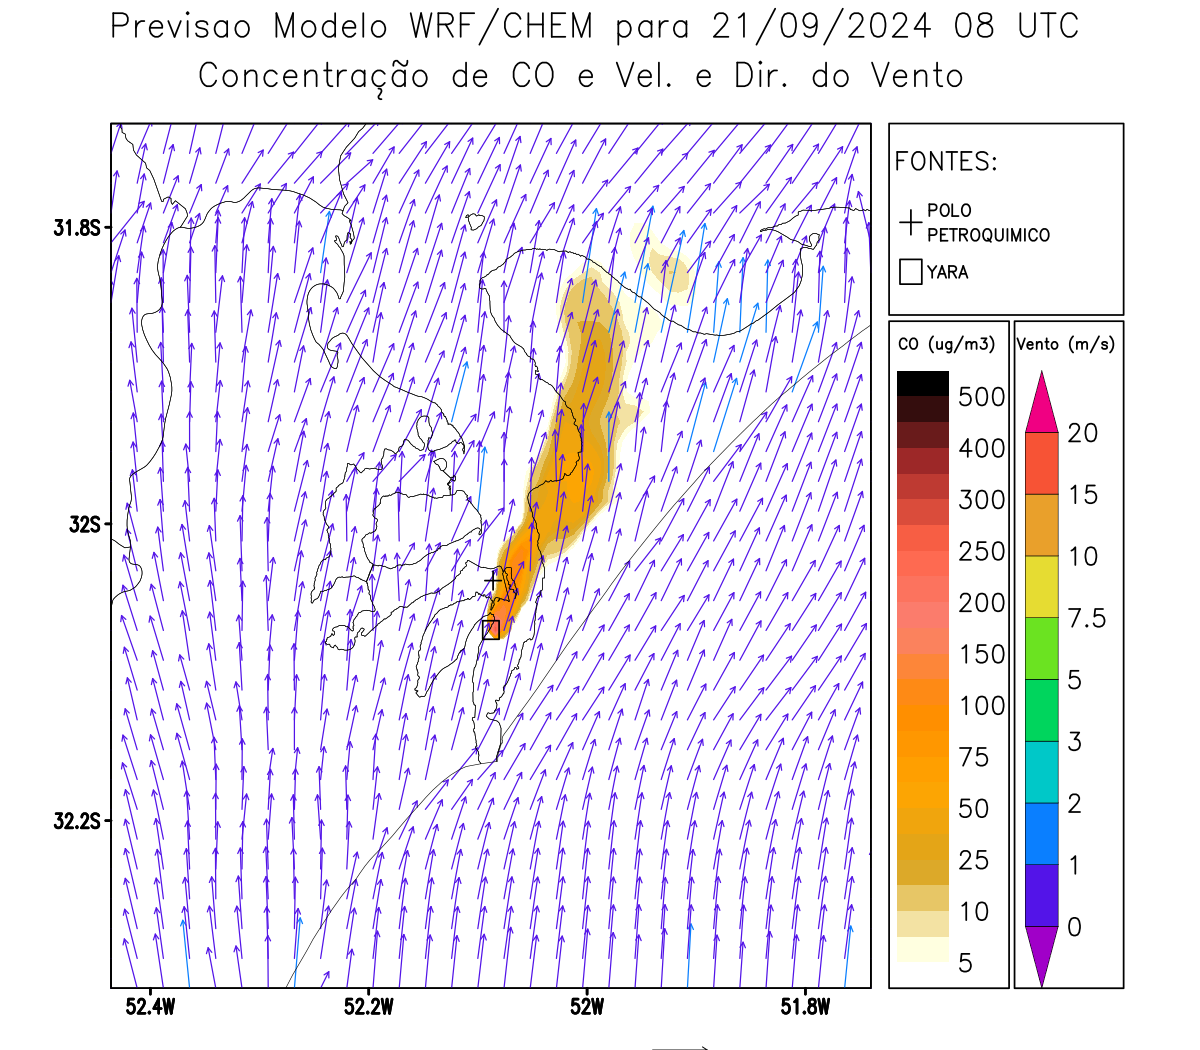 Previsao Modelo WRF/CHEM para 21/09/2024 08 UTC
Concentração de CO e Vel. e Dir. do Vento
FONTES:
POLO
PETROQUIMICO
YARA
CO (ug/m3)
Vento (m/s)
500
400
300
250
200
150
100
75
50
25
10
5
20
15
10
7.5
5
3
2
1
0
31.8S
32S
32.2S
52.4W
52.2W
52W
51.8W